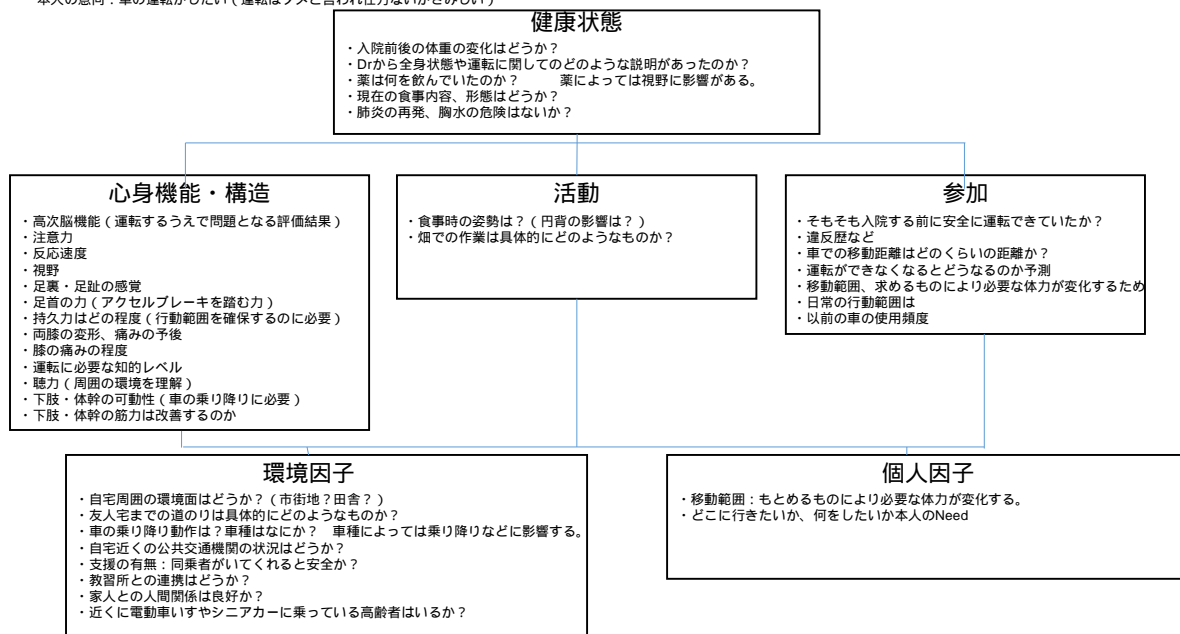 本人の意向：車の運転がしたい（運転はダメと言われ仕方ないがさみしい）
健康状態
・入院前後の体重の変化はどうか？
・Drから全身状態や運転に関してのどのような説明があったのか？
・薬は何を飲んでいたのか？　　薬によっては視野に影響がある。
・現在の食事内容、形態はどうか？
・肺炎の再発、胸水の危険はないか？
心身機能・構造
・高次脳機能（運転するうえで問題となる評価結果）
・注意力
・反応速度
・視野
・足裏・足趾の感覚
・足首の力（アクセルブレーキを踏む力）
・持久力はどの程度（行動範囲を確保するのに必要）
・両膝の変形、痛みの予後
・膝の痛みの程度
・運転に必要な知的レベル
・聴力（周囲の環境を理解）
・下肢・体幹の可動性（車の乗り降りに必要）
・下肢・体幹の筋力は改善するのか
活動
・食事時の姿勢は？（円背の影響は？）
・畑での作業は具体的にどのようなものか？
参加
・そもそも入院する前に安全に運転できていたか？
・違反歴など
・車での移動距離はどのくらいの距離か？
・運転ができなくなるとどうなるのか予測
・移動範囲、求めるものにより必要な体力が変化するため
・日常の行動範囲は
・以前の車の使用頻度
環境因子
・自宅周囲の環境面はどうか？（市街地？田舎？）
・友人宅までの道のりは具体的にどのようなものか？
・車の乗り降り動作は？車種はなにか？　車種によっては乗り降りなどに影響する。
・自宅近くの公共交通機関の状況はどうか？
・支援の有無：同乗者がいてくれると安全か？
・教習所との連携はどうか？
・家人との人間関係は良好か？
・近くに電動車いすやシニアカーに乗っている高齢者はいるか？
個人因子
・移動範囲：もとめるものにより必要な体力が変化する。
・どこに行きたいか、何をしたいか本人のNeed